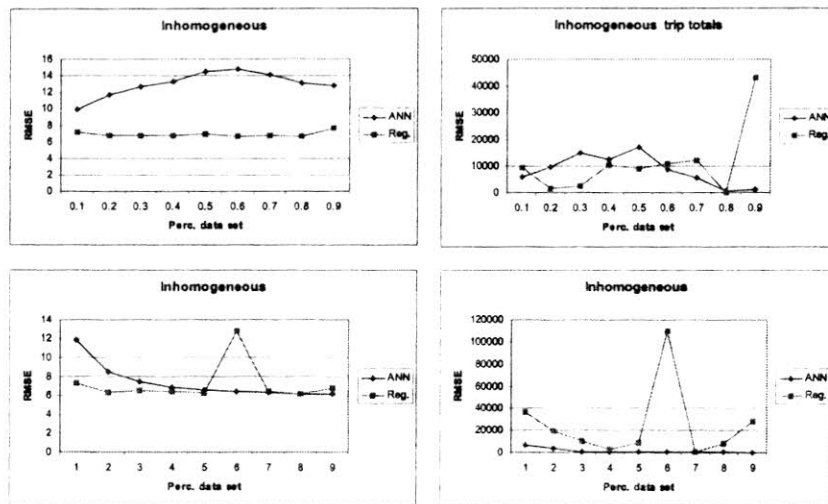 Inhomogeneous
16
14
12
10
8
6
4
2
0
RMSE
0.1 0.2 0.3 0.4 0.5 0.6 0.7 0.8 0.9
Perc. data set
ANN
Reg.
Inhomogeneous trip totals
50000
40000
30000
20000
10000
0
RMSE
0.1 0.2 0.3 0.4 0.5 0.6 0.7 0.8 0.9
Perc. data set
ANN
Reg.
Inhomogeneous
14
12
10
8
6
4
2
0
RMSE
1 2 3 4 5 6 7 8 9
Perc. data set
ANN
Reg.
Inhomogeneous
120000
100000
80000
60000
40000
20000
0
RMSE
1 2 3 4 5 6 7 8 9
Perc. data set
ANN
Reg.